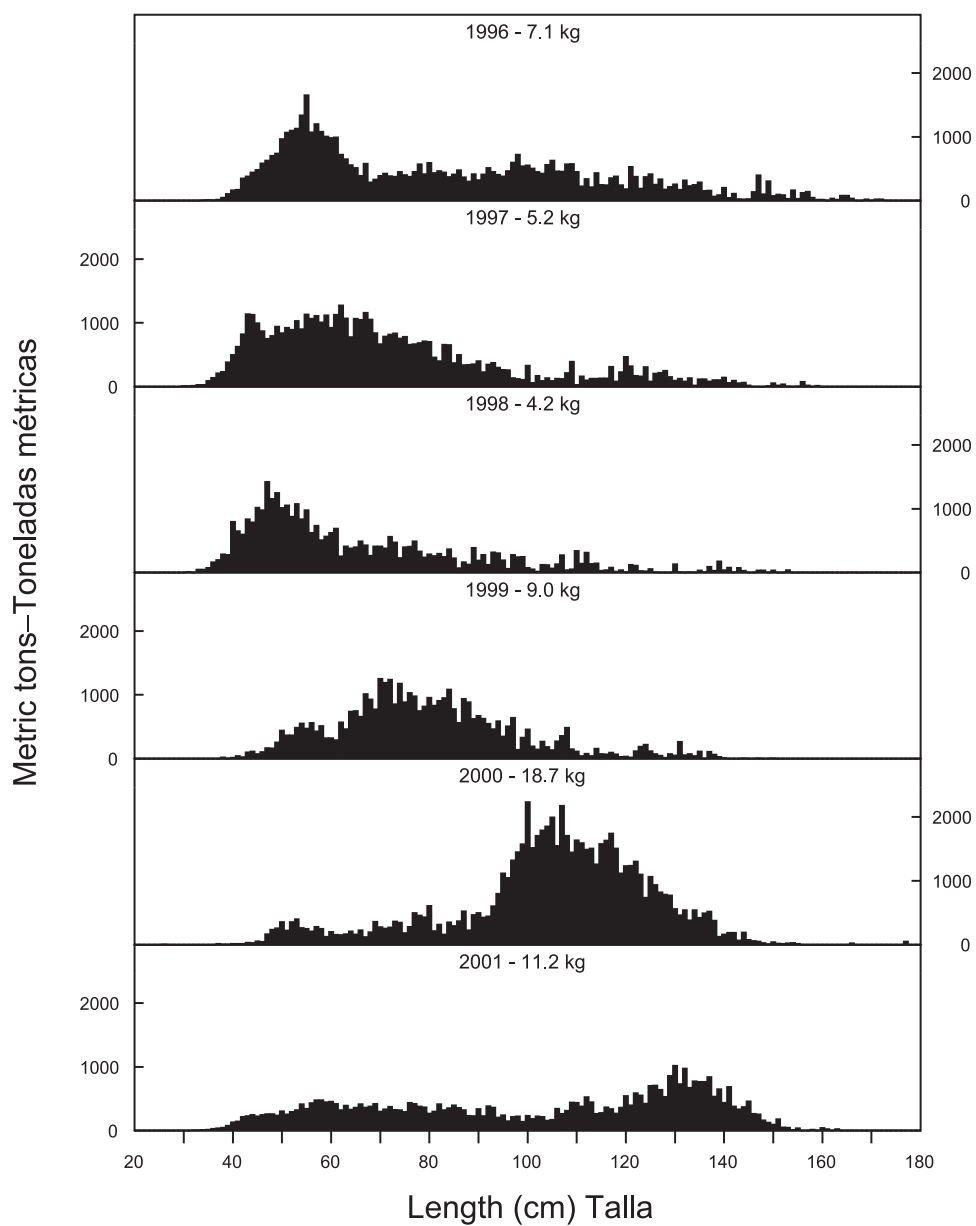 1996 - 7.1 kg
2000
1000
0
1997 - 5.2 kg
2000
1000
0
1998 - 4.2 kg
2000
1000
0
1999 - 9.0 kg
2000
1000
0
2000 - 18.7 kg
2000
1000
0
2001 - 11.2 kg
2000
1000
0
20 40 60 80 100 120 140 160 180
Length (cm) Talla
Metric tons–Toneladas métricas